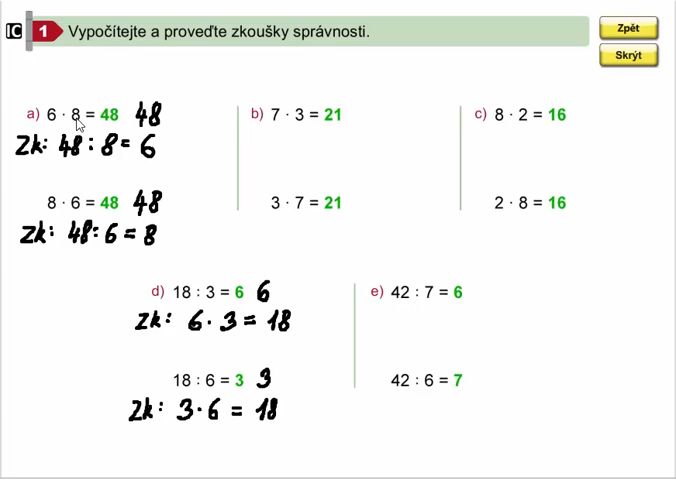 1 Vypočítejte a proveďte zkoušky správnosti.
Zpět
Skrýt
a) 6 · 8 = 48 48
Zk: 48 : 8 = 6
8 · 6 = 48 48
Zk: 48 : 6 = 8
b) 7 · 3 = 21
3 · 7 = 21
c) 8 · 2 = 16
2 · 8 = 16
d) 18 : 3 = 6 6
Zk: 6 · 3 = 18
18 : 6 = 3 3
Zk: 3 · 6 = 18
e) 42 : 7 = 6
42 : 6 = 7